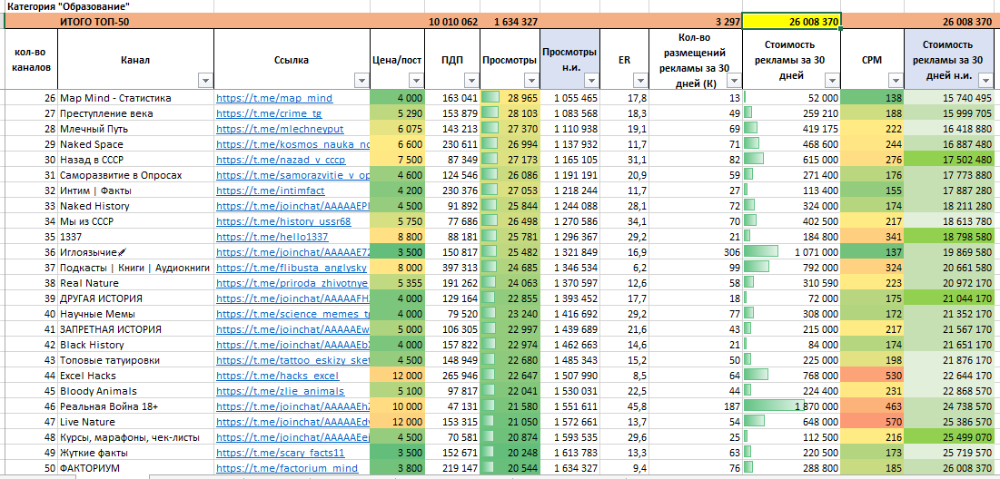 Категория "Образование"
ИТОГО ТОП-50 10 010 062 1 634 327 3 297 26 008 370 26 008 370
кол-во каналов Канал Ссылка Цена/пост ПДП Просмотры Просмотры н.и. ER Кол-во размещений рекламы за 30 дней (К) Стоимость рекламы за 30 дней CPM Стоимость рекламы за 30 дней н.и.
26 Map Mind - Статистика https://t.me/map_mind 4 000 163 041 28 965 1 055 465 17,8 13 52 000 138 15 740 495
27 Преступление века https://t.me/crime_tg 5 290 153 879 28 103 1 083 568 18,3 49 259 210 188 15 999 705
28 Млечный Путь https://t.me/mlechneyput 6 075 143 213 27 370 1 110 938 19,1 69 419 175 222 16 418 880
29 Naked Space https://t.me/kosmos_nauka_no 6 600 230 611 26 994 1 137 932 11,7 71 468 600 244 16 887 480
30 Назад в СССР https://t.me/nazad_v_cccp 7 500 87 349 27 173 1 165 105 31,1 82 615 000 276 17 502 480
31 Саморазвитие в Опросах https://t.me/samorazvitie_v_op 4 600 124 546 26 086 1 191 191 20,9 59 271 400 176 17 773 880
32 Интим | Факты https://t.me/intimfact 4 200 230 376 27 053 1 218 244 11,7 27 113 400 155 17 887 280
33 Naked History https://t.me/joinchat/AAAAAEPI 4 500 91 892 25 844 1 244 088 28,1 72 324 000 174 18 211 280
34 Мы из СССР https://t.me/history_ussr68 5 750 77 686 26 498 1 270 586 34,1 70 402 500 217 18 613 780
35 1337 https://t.me/hello1337 8 800 88 181 25 781 1 296 367 29,2 21 184 800 341 18 798 580
36 Иглоязычие https://t.me/joinchat/AAAAAE7Z 3 500 150 817 25 482 1 321 849 16,9 306 1 071 000 137 19 869 580
37 Подкасты | Книги | Аудиокниги https://t.me/flibusta_anglysky 8 000 397 313 24 685 1 346 534 6,2 99 792 000 324 20 661 580
38 Real Nature https://t.me/priroda_zhivotnye 5 355 191 262 24 063 1 370 597 12,6 58 310 590 223 20 972 170
39 ДРУГАЯ ИСТОРИЯ https://t.me/joinchat/AAAAAFH 4 000 129 164 22 855 1 393 452 17,7 18 72 000 175 21 044 170
40 Научные Мемы https://t.me/science_memes_t 4 000 79 520 23 240 1 416 692 29,2 77 308 000 172 21 352 170
41 ЗАПРЕТНАЯ ИСТОРИЯ https://t.me/joinchat/AAAAAEw 5 000 106 305 22 997 1 439 689 21,6 43 215 000 217 21 567 170
42 Black History https://t.me/joinchat/AAAAAEb 4 000 157 822 22 974 1 462 663 14,6 21 84 000 174 21 651 170
43 Топовые татуировки https://t.me/tattoo_eskizy_sket 4 500 148 949 22 680 1 485 343 15,2 50 225 000 198 21 876 170
44 Excel Hacks https://t.me/hacks_excel 12 000 265 946 22 647 1 507 990 8,5 64 768 000 530 22 644 170
45 Bloody Animals https://t.me/zlie_animals 5 100 97 817 22 041 1 530 031 22,5 44 224 400 231 22 868 570
46 Реальная Война 18+ https://t.me/joinchat/AAAAAEh 10 000 47 131 21 580 1 551 611 45,8 187 1 870 000 463 24 738 570
47 Live Nature https://t.me/joinchat/AAAAAEd 12 000 153 315 21 050 1 572 661 13,7 54 648 000 570 25 386 570
48 Курсы, марафоны, чек-листы https://t.me/joinchat/AAAAAEe 4 500 70 581 20 874 1 593 535 29,6 25 112 500 216 25 499 070
49 Жуткие факты https://t.me/scary_facts11 3 500 152 671 20 248 1 613 783 13,3 63 220 500 173 25 719 570
50 ФАКТОРИУМ https://t.me/factorium_mind 3 800 219 147 20 544 1 634 327 9,4 76 288 800 185 26 008 370